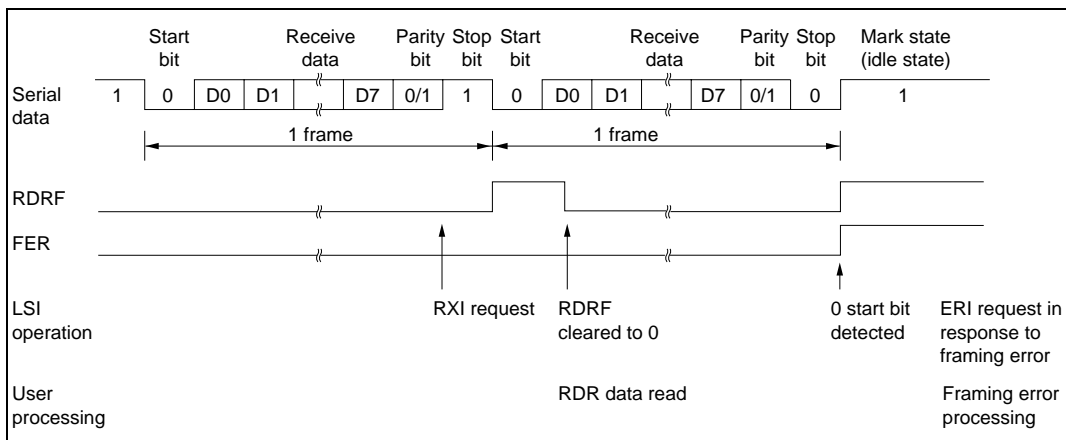 Start bit
Receive data
Parity bit
Stop bit
Start bit
Receive data
Parity bit
Stop bit
Mark state (idle state)
Serial data
1
0
D0
D1
D7
0/1
1
0
D0
D1
D7
0/1
0
1
1 frame
1 frame
RDRF
FER
LSI operation
RXI request
RDRF cleared to 0
0 start bit detected
ERI request in response to framing error
User processing
RDR data read
Framing error processing